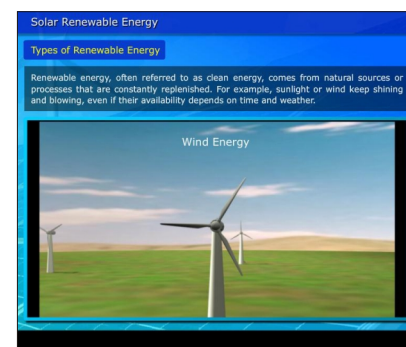 Solar Renewable Energy
Types of Renewable Energy
Renewable energy, often referred to as clean energy, comes from natural sources or
processes that are constantly replenished. For example, sunlight or wind keep shining
and blowing, even if their availability depends on time and weather.
Wind Energy